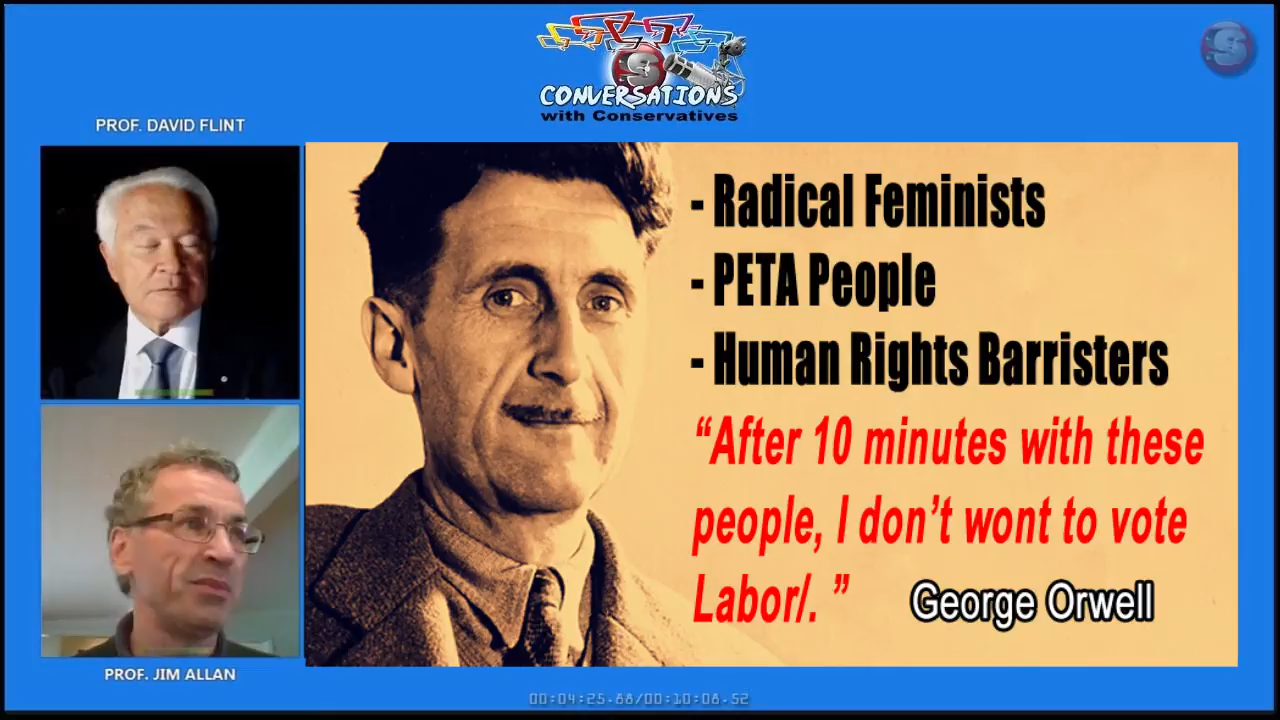 CONVERSATIONS
with Conservatives
S
PROF. DAVID FLINT
- Radical Feminists
- PETA People
- Human Rights Barristers
“After 10 minutes with these
people, I don’t wont to vote
Labor/. ”
George Orwell
PROF. JIM ALLAN
00:04:25.88/00:10:08.52